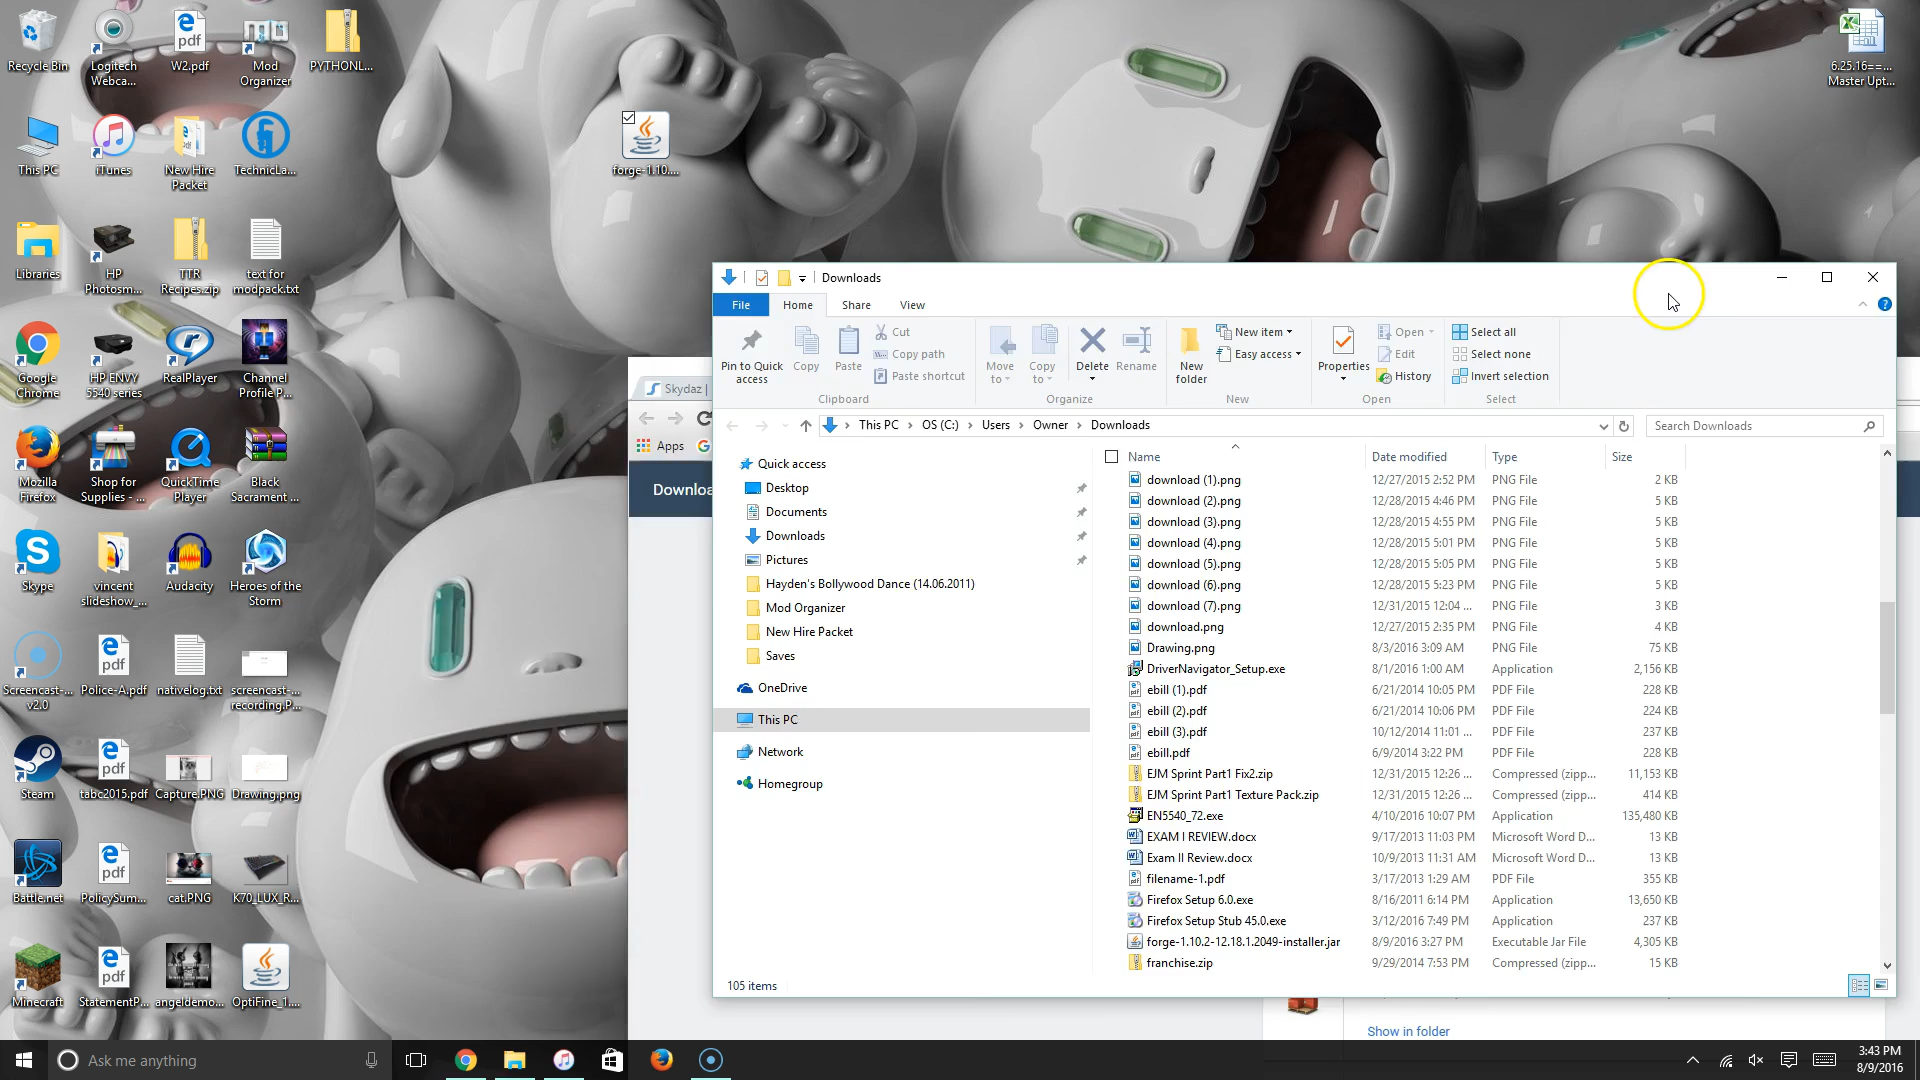 Recycle Bin
Logitech
Webca...
W2.pdf
Mod
Organizer
PYTHONL...
6.25.16==...
Master Upt...
This PC
iTunes
New Hire
Packet
TechnicLa...
forge-1.10....
Libraries
HP
Photosm...
TTR
Recipes.zip
text for
modpack.txt
Google
Chrome
HP ENVY
5540 series
RealPlayer
Channel
Profile P...
Mozilla
Firefox
Shop for
Supplies - ...
QuickTime
Player
Black
Sacrament ...
Skype
vincent
slideshow_...
Audacity
Heroes of the
Storm
Screencast-...
v2.0
Police-A.pdf
nativelog.txt
screencast-...
recording.P...
Steam
tabc2015.pdf
Capture.PNG
Drawing.png
Battle.net
PolicySum...
cat.PNG
K70_LUX_R...
Minecraft
StatementP...
angeldemo...
OptiFine_1....
Skydaz |
Apps
Downloa
Downloads
File Home Share View
Pin to Quick
access
Copy
Paste
Cut
Copy path
Paste shortcut
Clipboard
Move
to
Copy
to
Delete
Rename
Organize
New
folder
New item
Easy access
New
Properties
Open
Edit
History
Open
Select all
Select none
Invert selection
Select
This PC OS (C:) Users Owner Downloads
Search Downloads
Quick access
Desktop
Documents
Downloads
Pictures
Hayden's Bollywood Dance (14.06.2011)
Mod Organizer
New Hire Packet
Saves
OneDrive
This PC
Network
Homegroup
Name Date modified Type Size
download (1).png 12/27/2015 2:52 PM PNG File 2 KB
download (2).png 12/28/2015 4:46 PM PNG File 5 KB
download (3).png 12/28/2015 4:55 PM PNG File 5 KB
download (4).png 12/28/2015 5:01 PM PNG File 5 KB
download (5).png 12/28/2015 5:05 PM PNG File 5 KB
download (6).png 12/28/2015 5:23 PM PNG File 5 KB
download (7).png 12/31/2015 12:04 ... PNG File 3 KB
download.png 12/27/2015 2:35 PM PNG File 4 KB
Drawing.png 8/3/2016 3:09 AM PNG File 75 KB
DriverNavigator_Setup.exe 8/1/2016 1:00 AM Application 2,156 KB
ebill (1).pdf 6/21/2014 10:05 PM PDF File 228 KB
ebill (2).pdf 6/21/2014 10:06 PM PDF File 224 KB
ebill (3).pdf 10/12/2014 11:01 ... PDF File 237 KB
ebill.pdf 6/9/2014 3:22 PM PDF File 228 KB
EJM Sprint Part1 Fix2.zip 12/31/2015 12:26 ... Compressed (zipp... 11,153 KB
EJM Sprint Part1 Texture Pack.zip 12/31/2015 12:26 ... Compressed (zipp... 414 KB
EN5540_72.exe 4/10/2016 10:07 PM Application 135,480 KB
EXAM I REVIEW.docx 9/17/2013 11:03 PM Microsoft Word D... 13 KB
Exam II Review.docx 10/9/2013 11:31 AM Microsoft Word D... 13 KB
filename-1.pdf 3/17/2013 1:29 AM PDF File 355 KB
Firefox Setup 6.0.exe 8/16/2011 6:14 PM Application 13,650 KB
Firefox Setup Stub 45.0.exe 3/12/2016 7:49 PM Application 237 KB
forge-1.10.2-12.18.1.2049-installer.jar 8/9/2016 3:27 PM Executable Jar File 4,305 KB
franchise.zip 9/29/2014 7:53 PM Compressed (zipp... 15 KB
105 items
Show in folder
Ask me anything
3:43 PM
8/9/2016